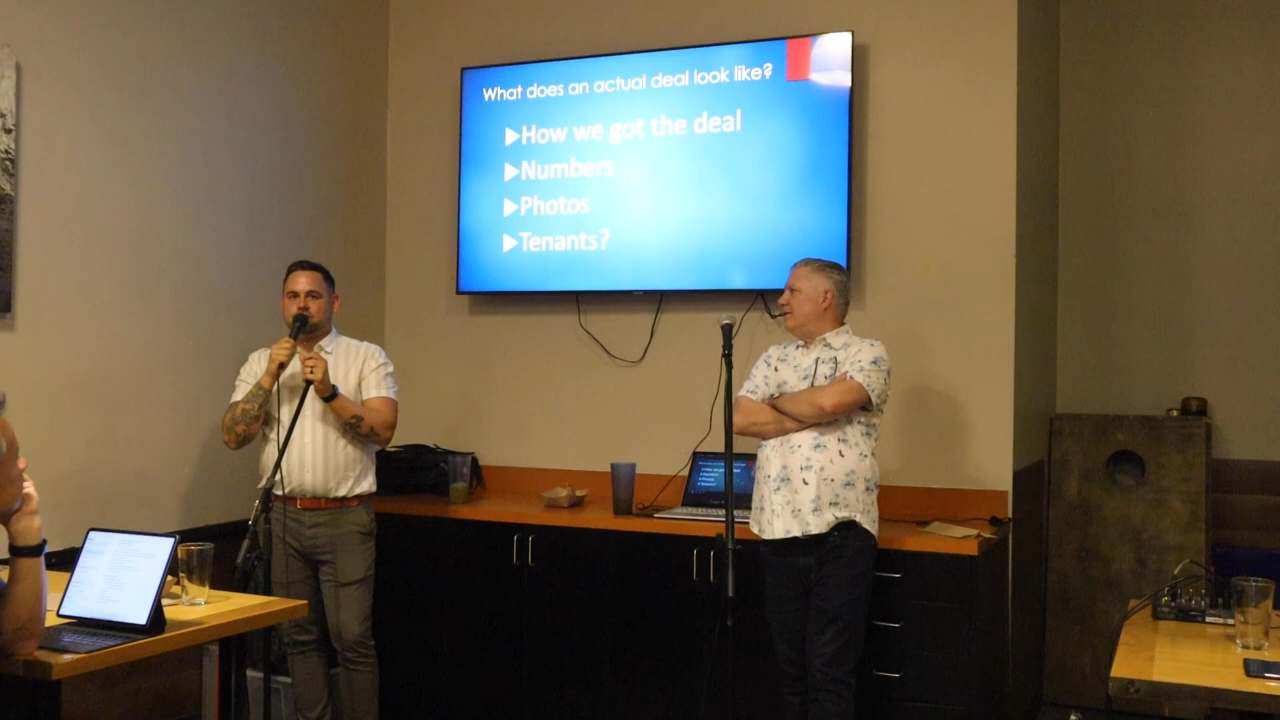 What does an actual deal look like?
▶How we got the deal
▶Numbers
▶Photos
▶Tenants?